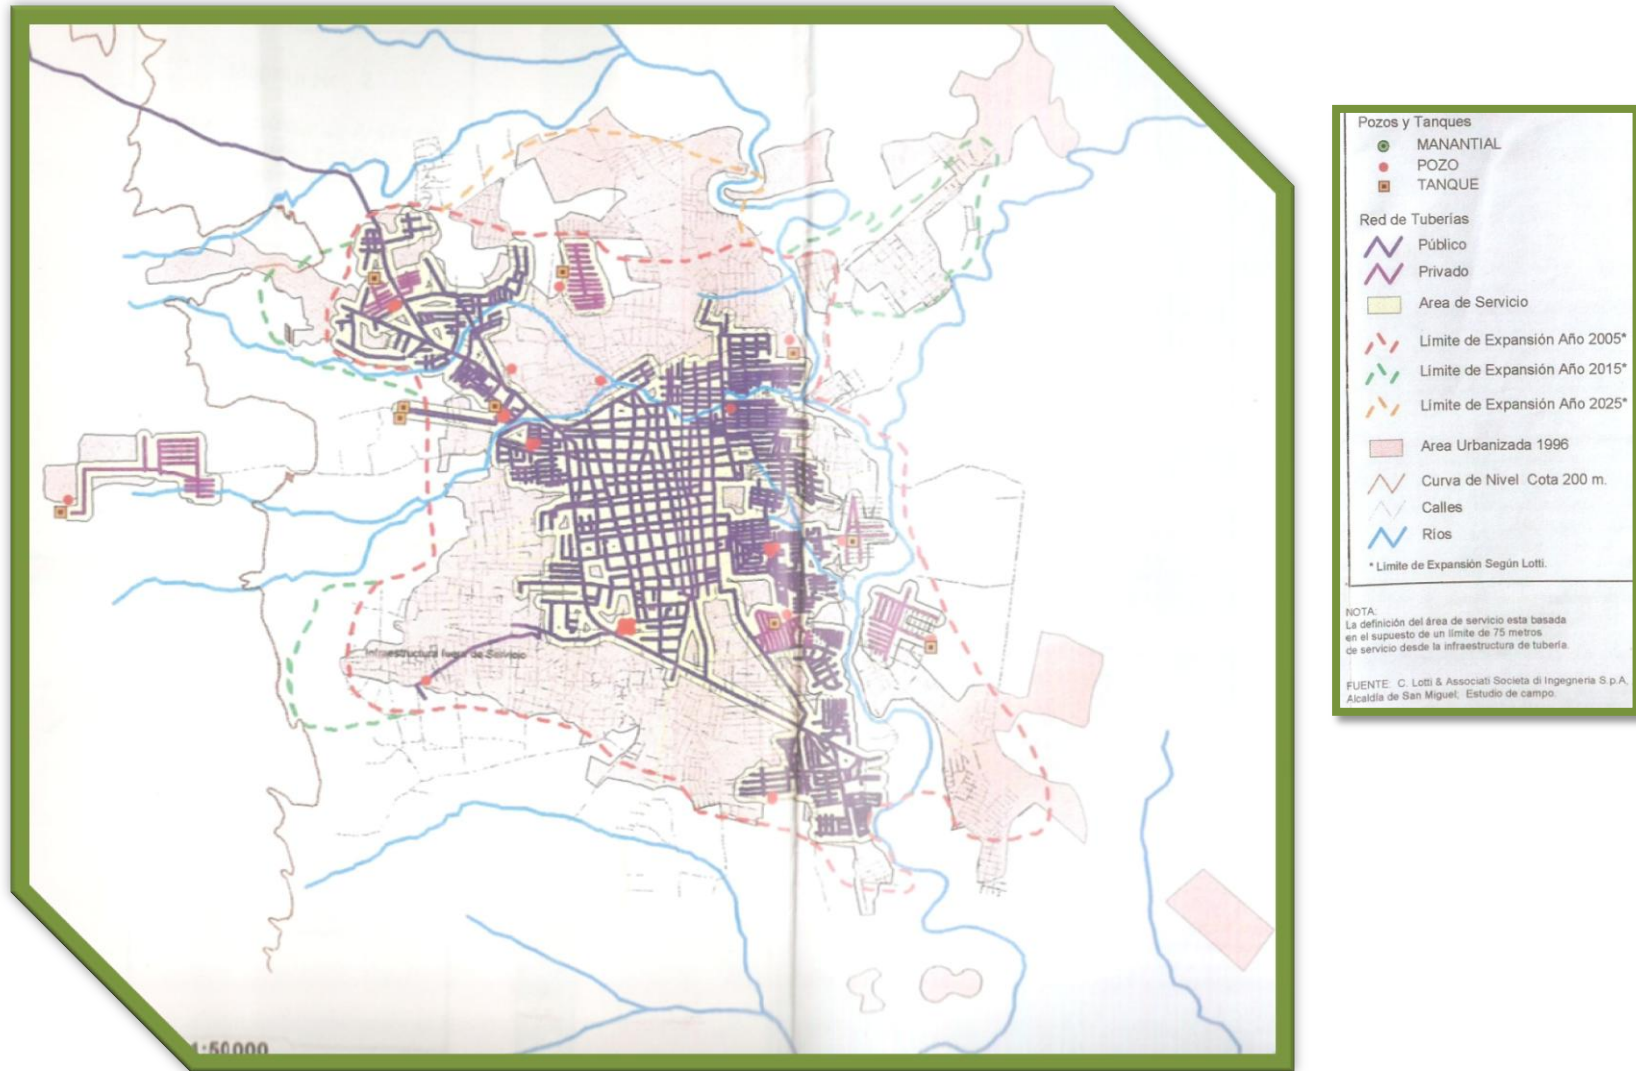 Infraestructura fuera de Servicio
1:50000
Pozos y Tanques
MANANTIAL
POZO
TANQUE
Red de Tuberias
Público
Privado
Area de Servicio
Límite de Expansión Año 2005*
Límite de Expansión Año 2015*
Límite de Expansión Año 2025*
Area Urbanizada 1996
Curva de Nivel Cota 200 m.
Calles
Ríos
* Limite de Expansión Según Lotti.
NOTA:
La definición del área de servicio esta basada
en el supuesto de un límite de 75 metros
de servicio desde la infraestructura de tubería.
FUENTE: C. Lotti & Associati Societa di Ingegneria S.p.A,
Alcaldía de San Miguel; Estudio de campo.